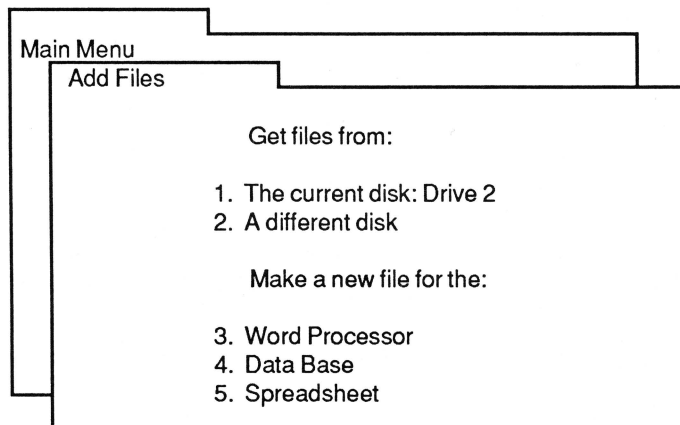 Main Menu
Add Files
Get files from:
1. The current disk: Drive 2
2. A different disk
Make a new file for the:
3. Word Processor
4. Data Base
5. Spreadsheet